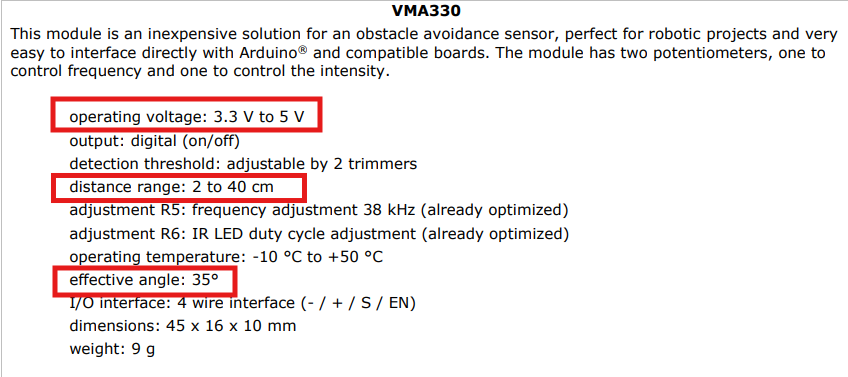 VMA330
This module is an inexpensive solution for an obstacle avoidance sensor, perfect for robotic projects and very
easy to interface directly with Arduino® and compatible boards. The module has two potentiometers, one to
control frequency and one to control the intensity.
operating voltage: 3.3 V to 5 V
output: digital (on/off)
detection threshold: adjustable by 2 trimmers
distance range: 2 to 40 cm
adjustment R5: frequency adjustment 38 kHz (already optimized)
adjustment R6: IR LED duty cycle adjustment (already optimized)
operating temperature: -10 °C to +50 °C
effective angle: 35°
I/O interface: 4 wire interface (- / + / S / EN)
dimensions: 45 x 16 x 10 mm
weight: 9 g